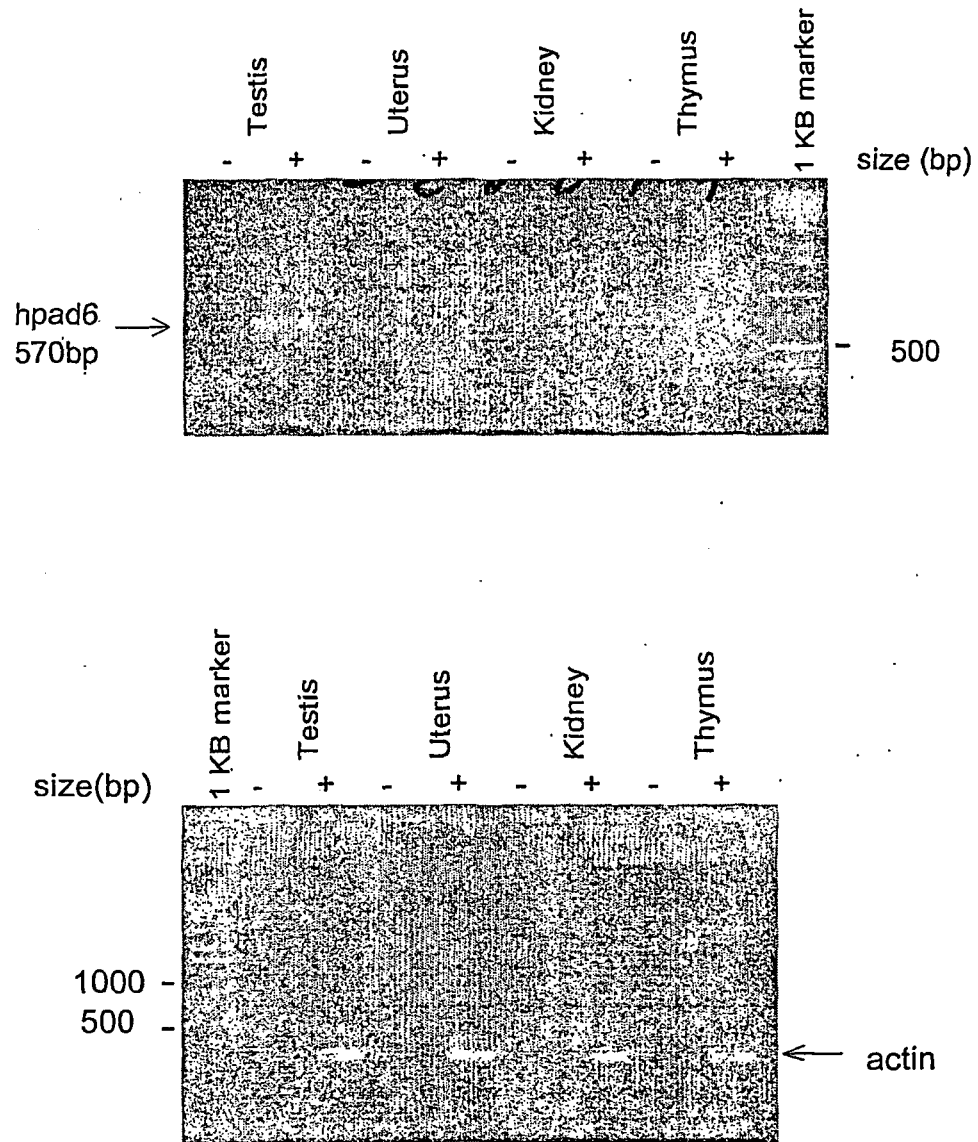 Testis
Uterus
Kidney
Thymus
1 KB marker
- + - + - + - + size (bp)
hpad6
570bp
500
1 KB marker
Testis
Uterus
Kidney
Thymus
size(bp) - + - + - + - +
1000
500
actin